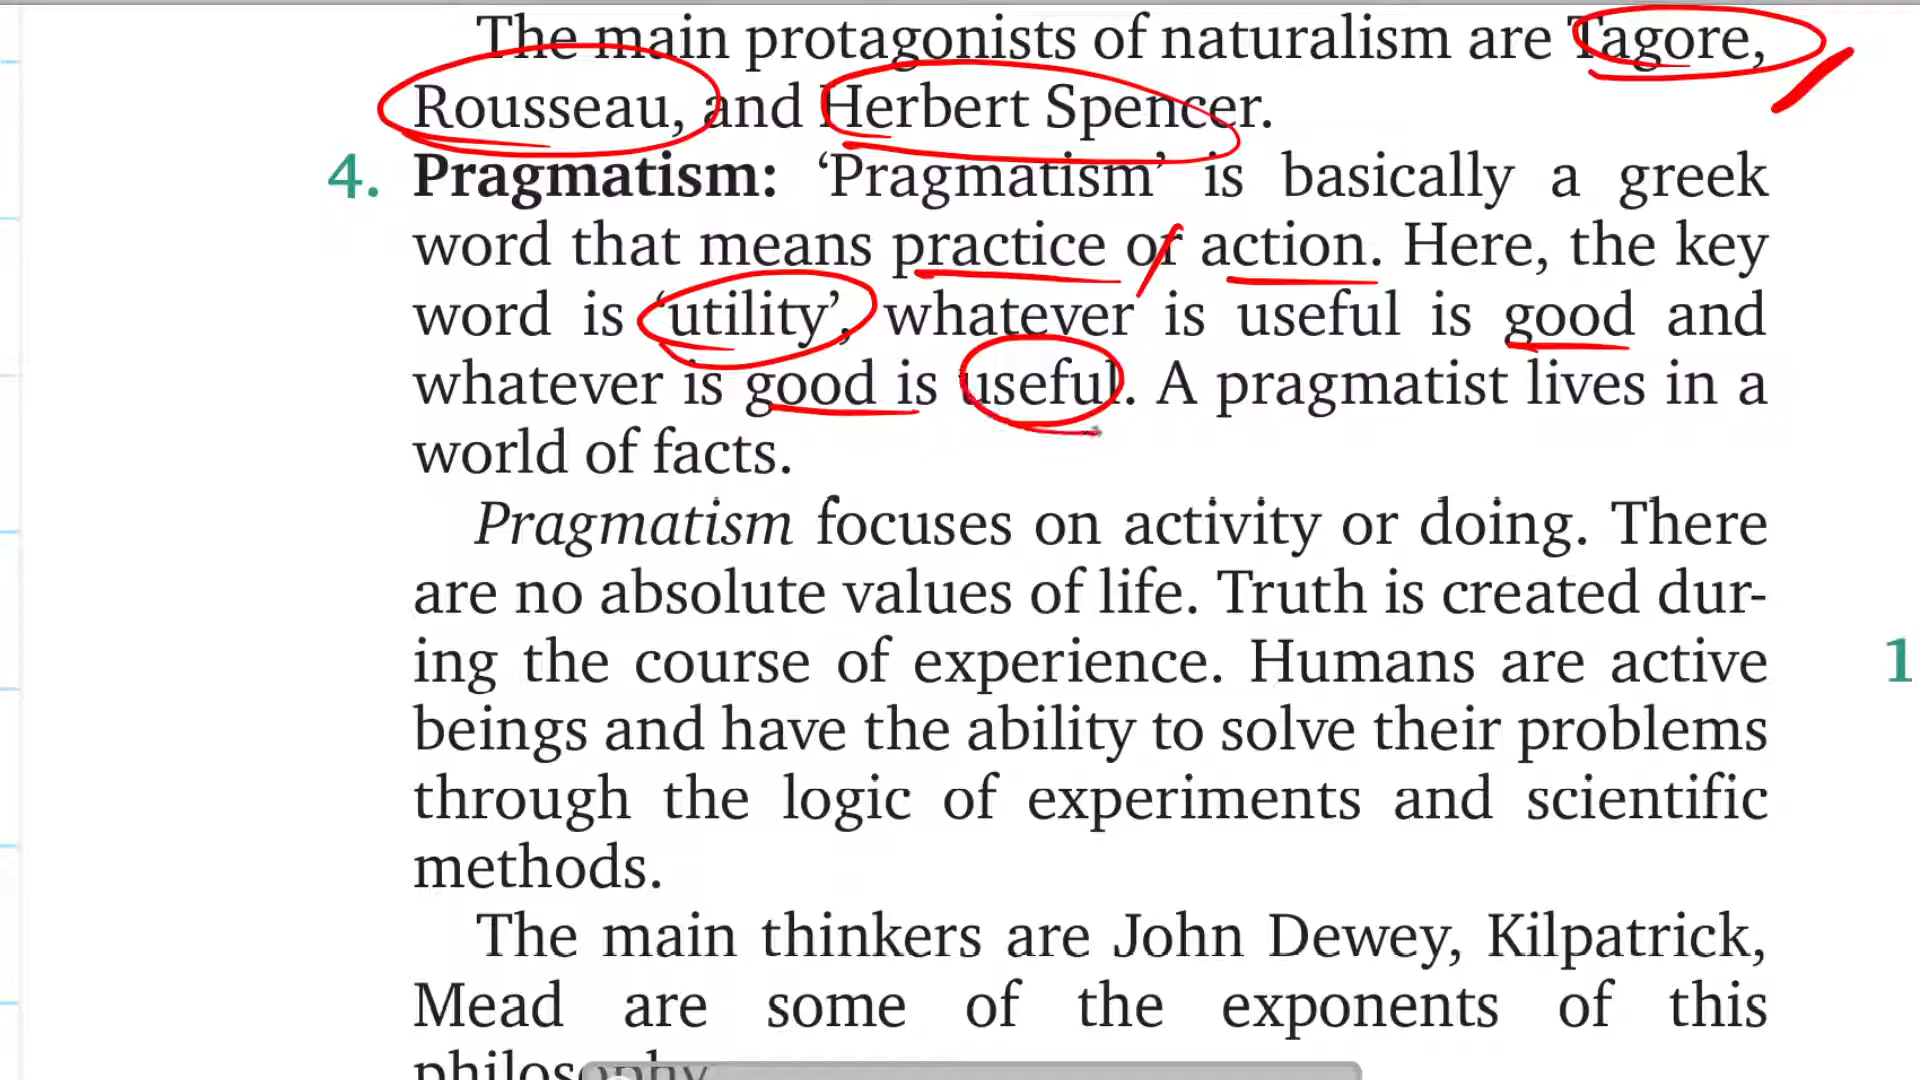 The main protagonists of naturalism are Tagore,
Rousseau, and Herbert Spencer.
4. Pragmatism: ‘Pragmatism’ is basically a greek
word that means practice or action. Here, the key
word is ‘utility’, whatever is useful is good and
whatever is good is useful. A pragmatist lives in a
world of facts.
Pragmatism focuses on activity or doing. There
are no absolute values of life. Truth is created dur-
ing the course of experience. Humans are active
beings and have the ability to solve their problems
through the logic of experiments and scientific
methods.
The main thinkers are John Dewey, Kilpatrick,
Mead are some of the exponents of this
philosophy
1